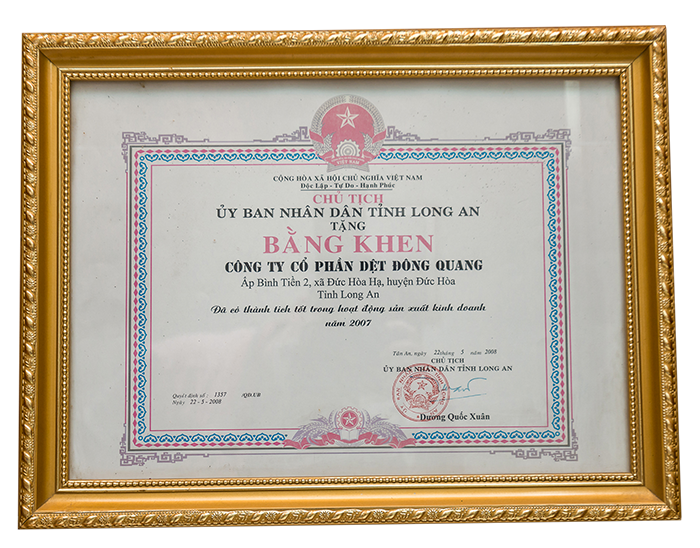 VIỆT NAM
CỘNG HÒA XÃ HỘI CHỦ NGHĨA VIỆT NAM
Độc Lập - Tự Do - Hạnh Phúc
CHỦ TỊCH
ỦY BAN NHÂN DÂN TỈNH LONG AN
TẶNG
BẰNG KHEN
CÔNG TY CỔ PHẦN DỆT ĐÔNG QUANG
Ấp Bình Tiền 2, xã Đức Hòa Hạ, huyện Đức Hòa
Tỉnh Long An
Đã có thành tích tốt trong hoạt động sản xuất kinh doanh
năm 2007
Tân An, ngày 22 tháng 5 năm 2008
CHỦ TỊCH
ỦY BAN NHÂN DÂN TỈNH LONG AN
Quyết định số : 1357 /QĐ.UB
Ngày 22 - 5 - 2008
Dương Quốc Xuân